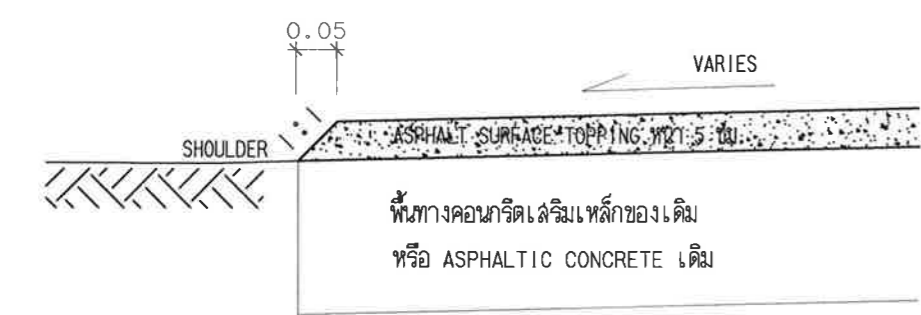 0.05
VARIES
SHOULDER
ASPHALT SURFACE TOPPING หนา 5 ซม.
พื้นทางคอนกรีตเสริมเหล็กของเดิม
หรือ ASPHALTIC CONCRETE เดิม